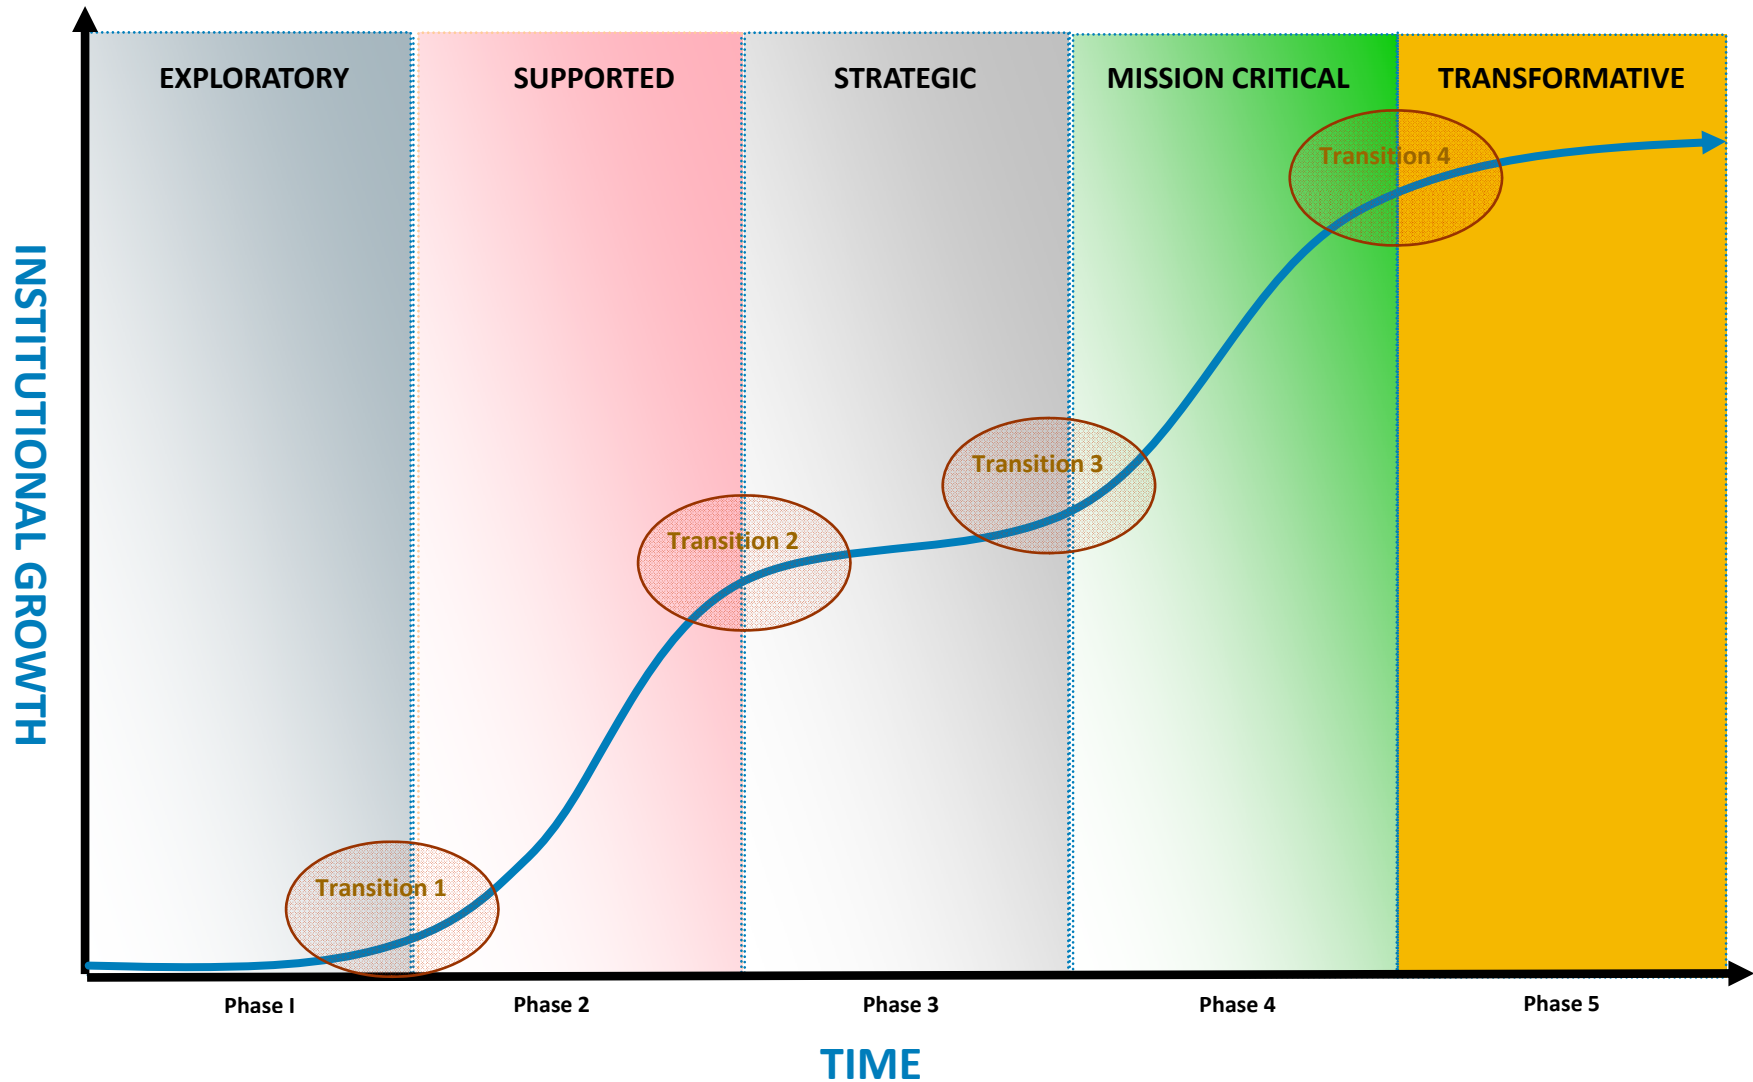 EXPLORATORY
SUPPORTED
STRATEGIC
MISSION CRITICAL
TRANSFORMATIVE
Transition 4
Transition 3
Transition 2
Transition 1
INSTITUTIONAL GROWTH
Phase I
Phase 2
Phase 3
Phase 4
Phase 5
TIME